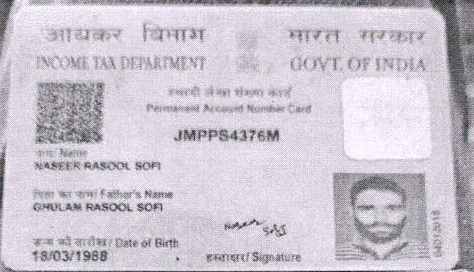 आयकर विभाग
भारत सरकार
INCOME TAX DEPARTMENT
GOVT. OF INDIA
स्थायी लेखा संख्या कार्ड
Permanent Account Number Card
JMPPS4376M
नाम/ Name
NASEER RASOOL SOFI
पिता का नाम/ Father's Name
GHULAM RASOOL SOFI
जन्म की तारीख/ Date of Birth
18/03/1988
हस्ताक्षर/ Signature